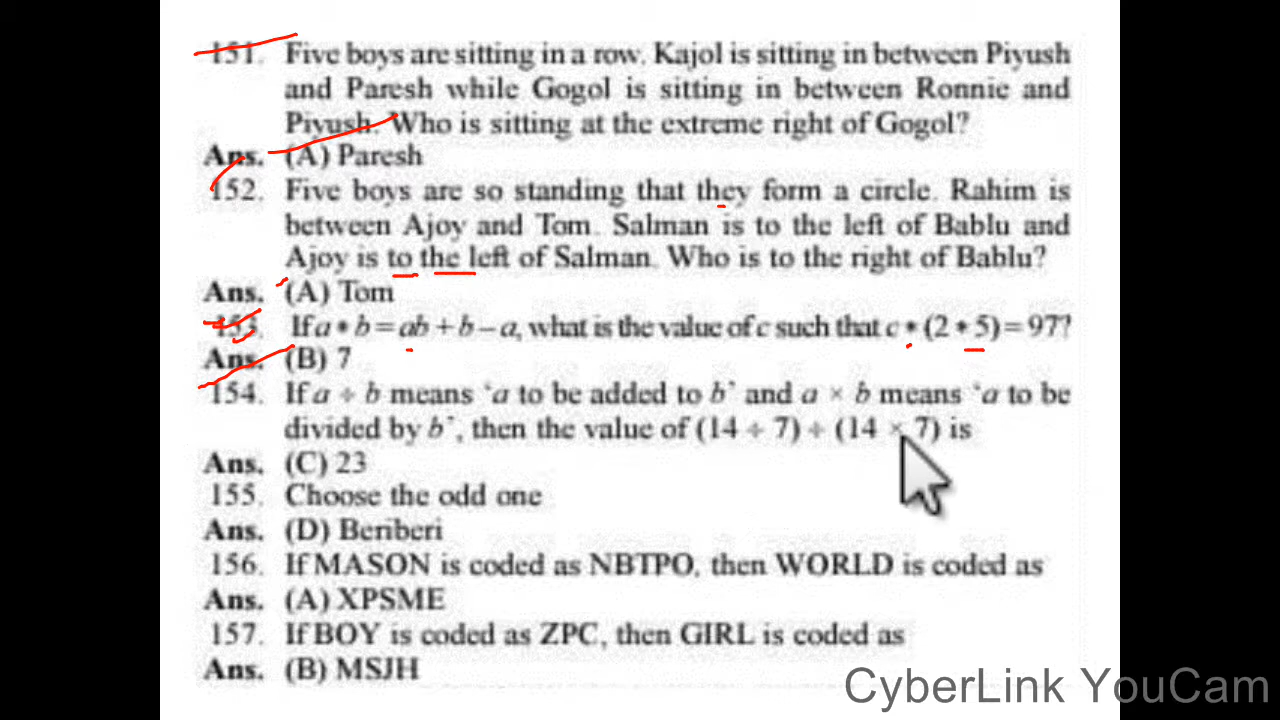 151. Five boys are sitting in a row. Kajol is sitting in between Piyush
and Paresh while Gogol is sitting in between Ronnie and
Piyush. Who is sitting at the extreme right of Gogol?
Ans. (A) Paresh
152. Five boys are so standing that they form a circle. Rahim is
between Ajoy and Tom. Salman is to the left of Bablu and
Ajoy is to the left of Salman. Who is to the right of Bablu?
Ans. (A) Tom
153. If a * b = ab + b – a, what is the value of c such that c * (2 * 5) = 97?
Ans. (B) 7
154. If a ÷ b means ‘a to be added to b’ and a × b means ‘a to be
divided by b’, then the value of (14 ÷ 7) ÷ (14 × 7) is
Ans. (C) 23
155. Choose the odd one
Ans. (D) Beriberi
156. If MASON is coded as NBTPO, then WORLD is coded as
Ans. (A) XPSME
157. If BOY is coded as ZPC, then GIRL is coded as
Ans. (B) MSJH
CyberLink YouCam